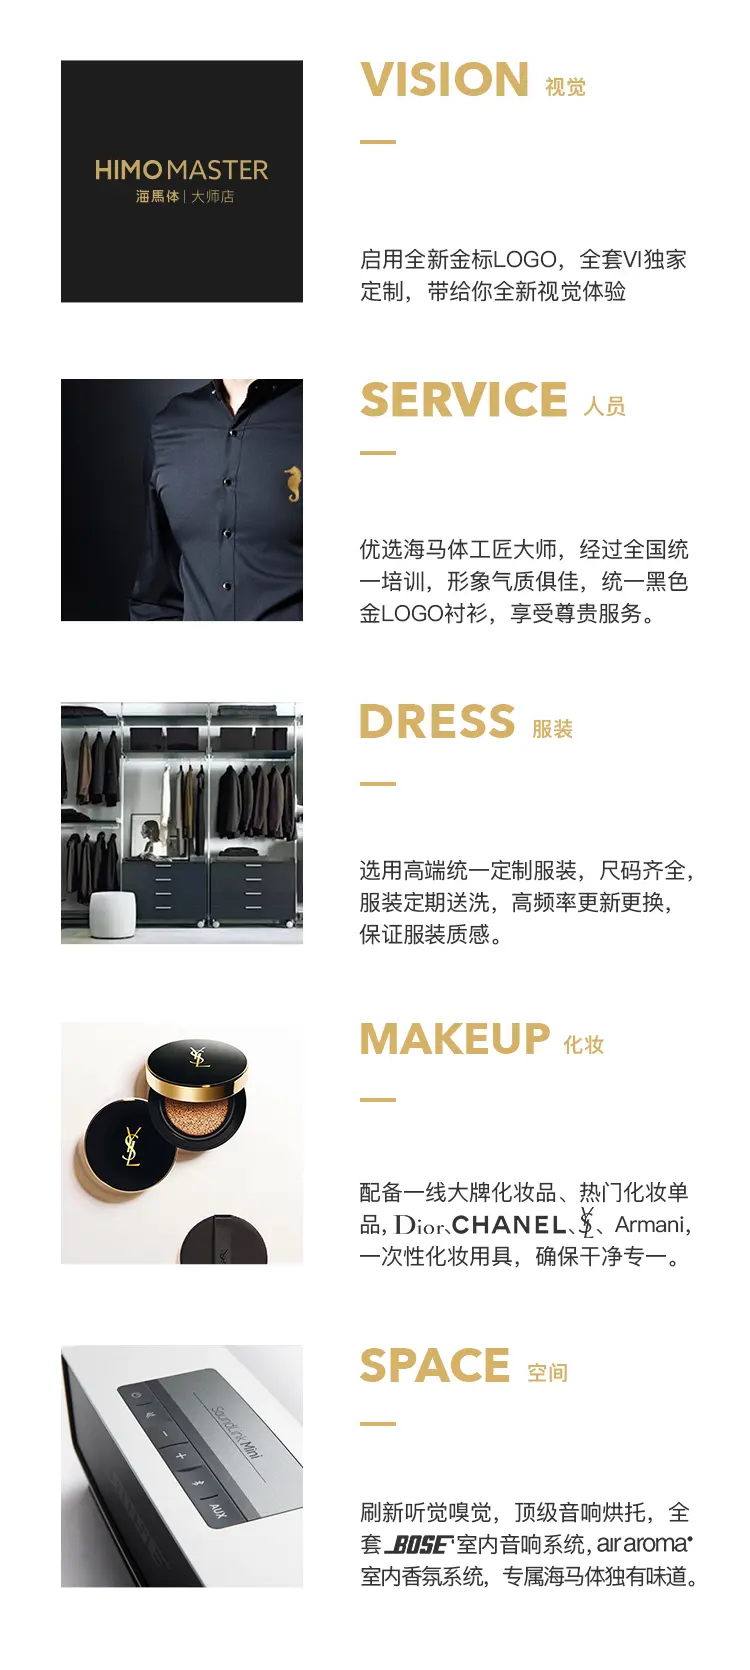 HIMO MASTER
海馬体|大师店
VISION 视觉
启用全新金标LOGO，全套VI独家
定制，带给你全新视觉体验
SERVICE 人员
优选海马体工匠大师，经过全国统
一培训，形象气质俱佳，统一黑色
金LOGO衬衫，享受尊贵服务。
DRESS 服装
选用高端统一定制服装，尺码齐全，
服装定期送洗，高频率更新更换，
保证服装质感。
YSL
YSL
YSL
MAKEUP 化妆
配备一线大牌化妆品、热门化妆单
品, Dior、CHANEL、YSL、Armani,
一次性化妆用具，确保干净专一。
SoundLink Mini
AUX
BOSE
SPACE 空间
刷新听觉嗅觉，顶级音响烘托，全
套 BOSE 室内音响系统, air aroma
室内香氛系统，专属海马体独有味道。